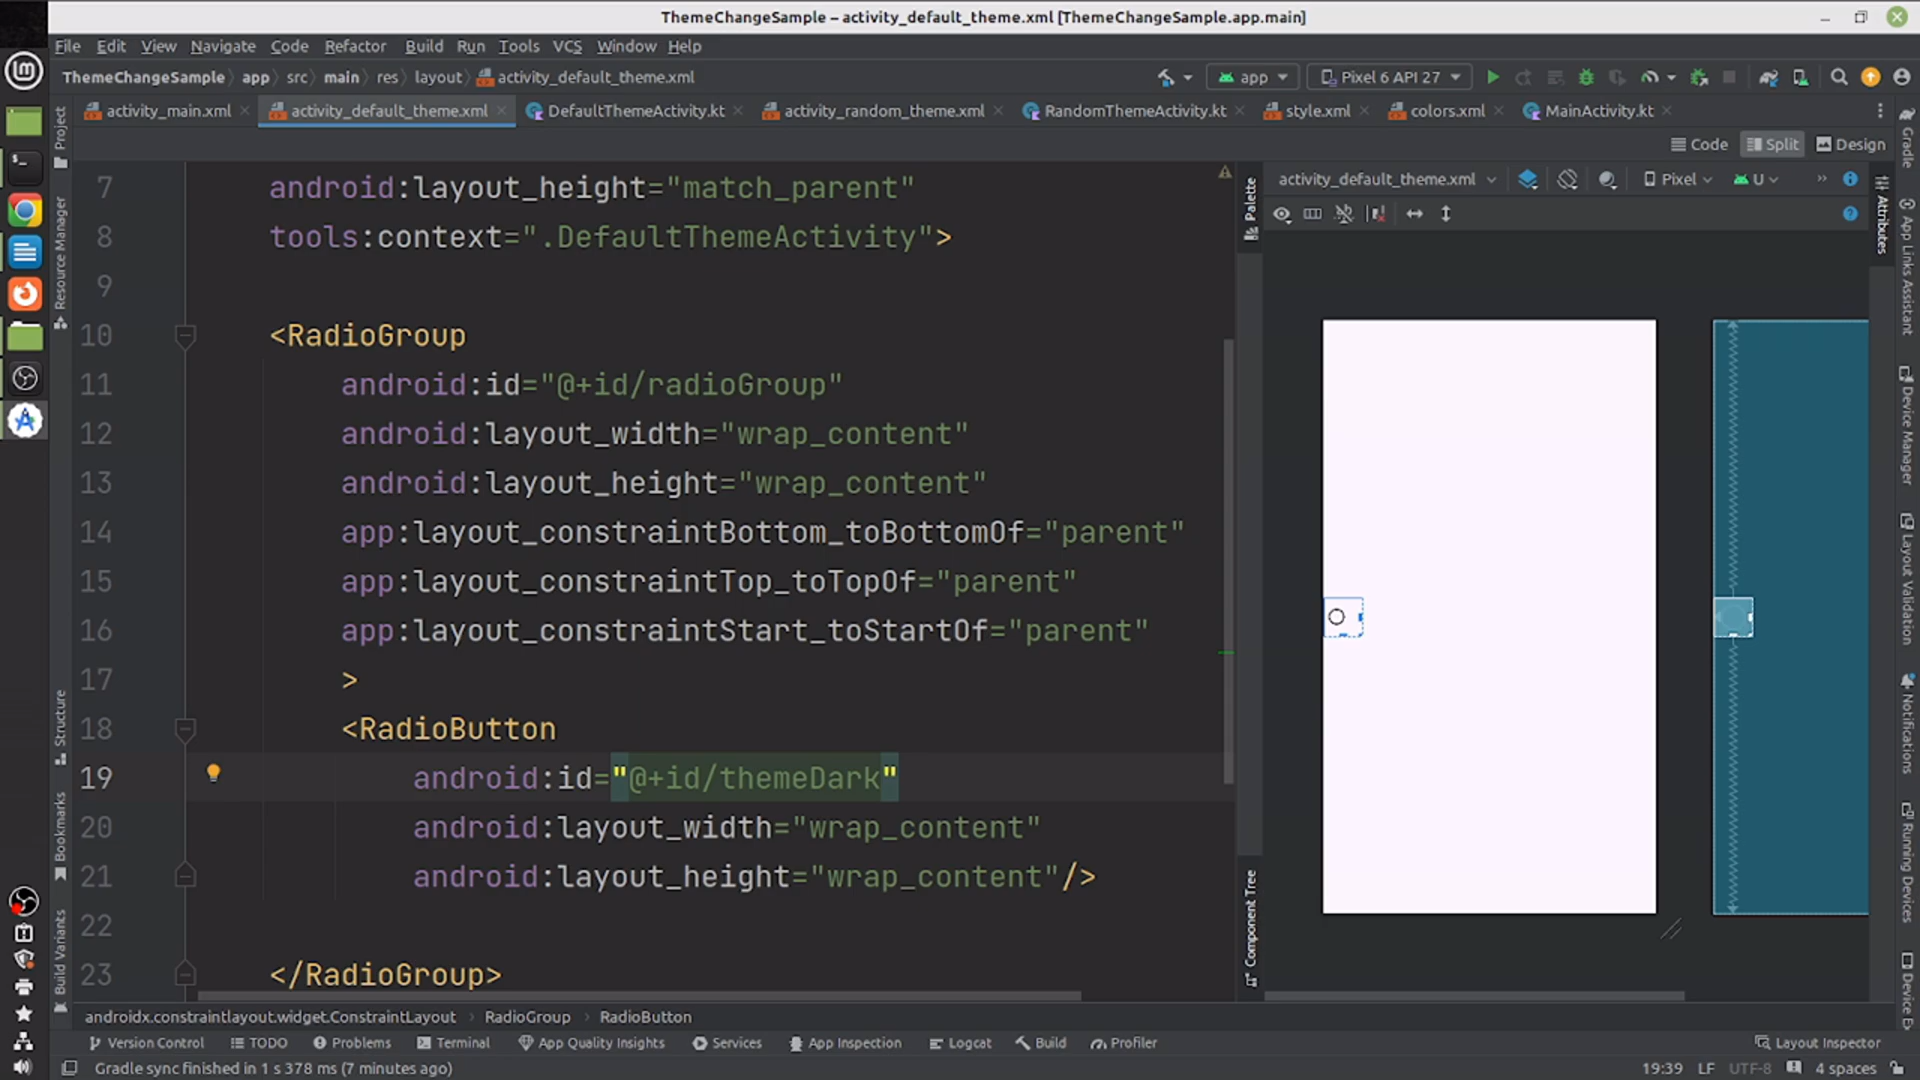 ThemeChangeSample – activity_default_theme.xml [ThemeChangeSample.app.main]
File Edit View Navigate Code Refactor Build Run Tools VCS Window Help
ThemeChangeSample app src main res layout activity_default_theme.xml app Pixel 6 API 27
activity_main.xml activity_default_theme.xml DefaultThemeActivity.kt activity_random_theme.xml RandomThemeActivity.kt style.xml colors.xml MainActivity.kt
Code Split Design
activity_default_theme.xml Pixel U
7 android:layout_height="match_parent"
8 tools:context=".DefaultThemeActivity">
9
10 <RadioGroup
11 android:id="@+id/radioGroup"
12 android:layout_width="wrap_content"
13 android:layout_height="wrap_content"
14 app:layout_constraintBottom_toBottomOf="parent"
15 app:layout_constraintTop_toTopOf="parent"
16 app:layout_constraintStart_toStartOf="parent"
17 >
18 <RadioButton
19 android:id="@+id/themeDark"
20 android:layout_width="wrap_content"
21 android:layout_height="wrap_content"/>
22
23 </RadioGroup>
androidx.constraintlayout.widget.ConstraintLayout RadioGroup RadioButton
Version Control TODO Problems Terminal App Quality Insights Services App Inspection Logcat Build Profiler Layout Inspector
Gradle sync finished in 1 s 378 ms (7 minutes ago) 19:39 LF UTF-8 4 spaces
Project
Resource Manager
Structure
Bookmarks
Build Variants
Palette
Component Tree
Attributes
Gradle
App Links Assistant
Device Manager
Layout Validation
Notifications
Running Devices